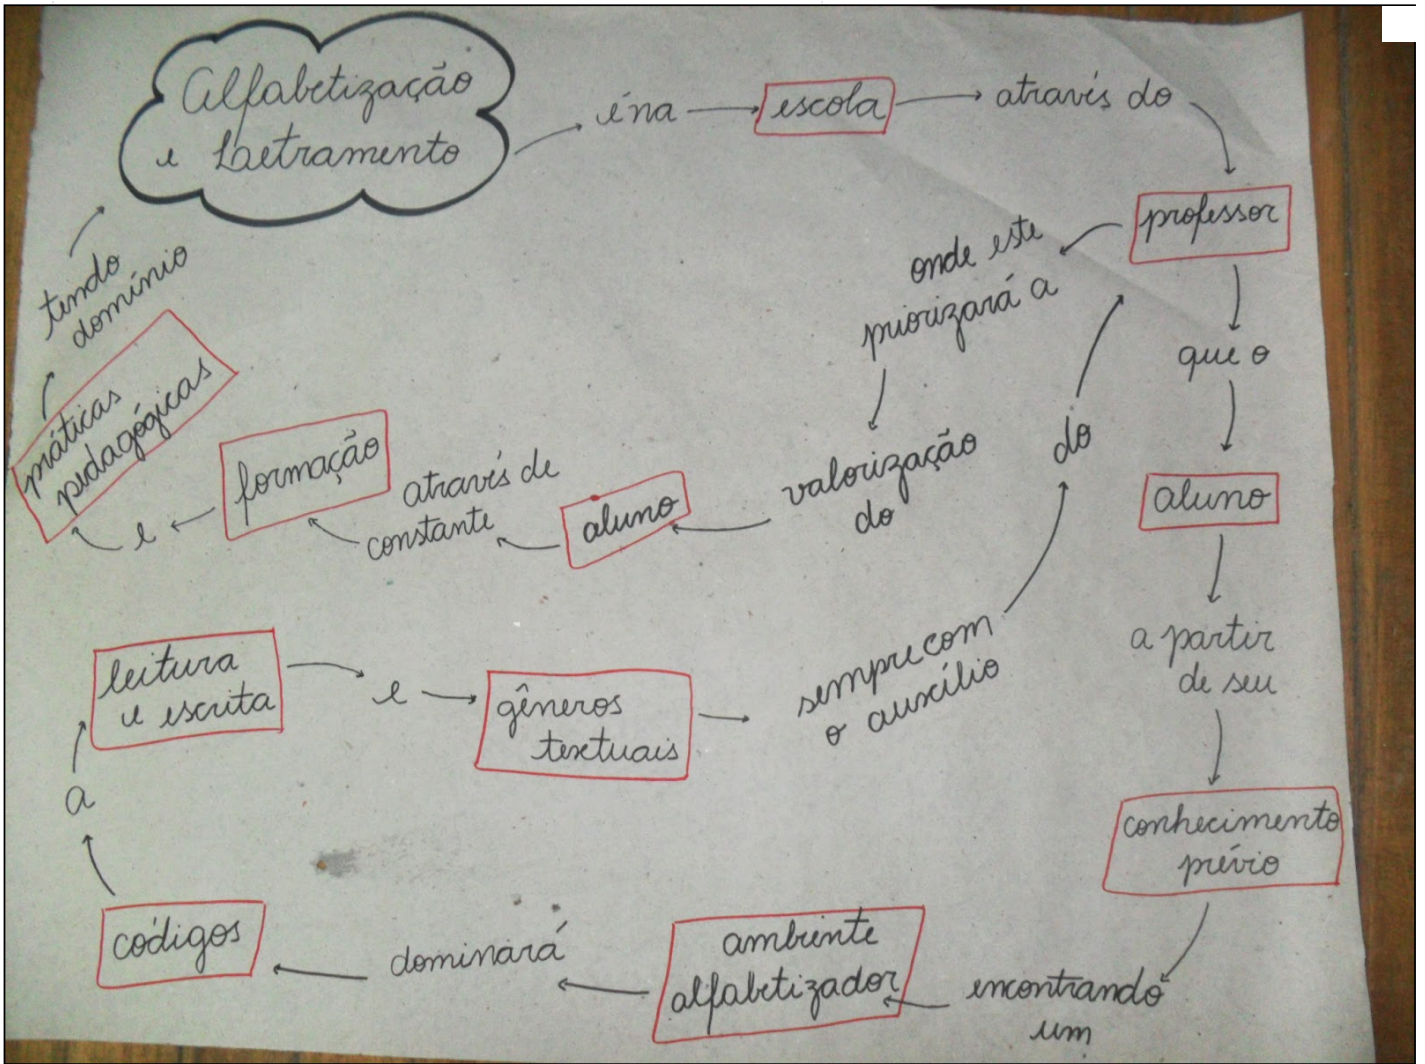 Alfabetização
e Laetramento
é na
escola
através do
professor
que o
aluno
a partir
de seu
conhecimento
prévio
encontrando
um
ambiente
alfabetizador
dominará
códigos
a
leitura
e escrita
e
gêneros
textuais
sempre com
o auxílio
do
onde este
priorizará a
valorização
do
aluno
através de
constante
formação
e
práticas
pedagógicas
tendo
domínio